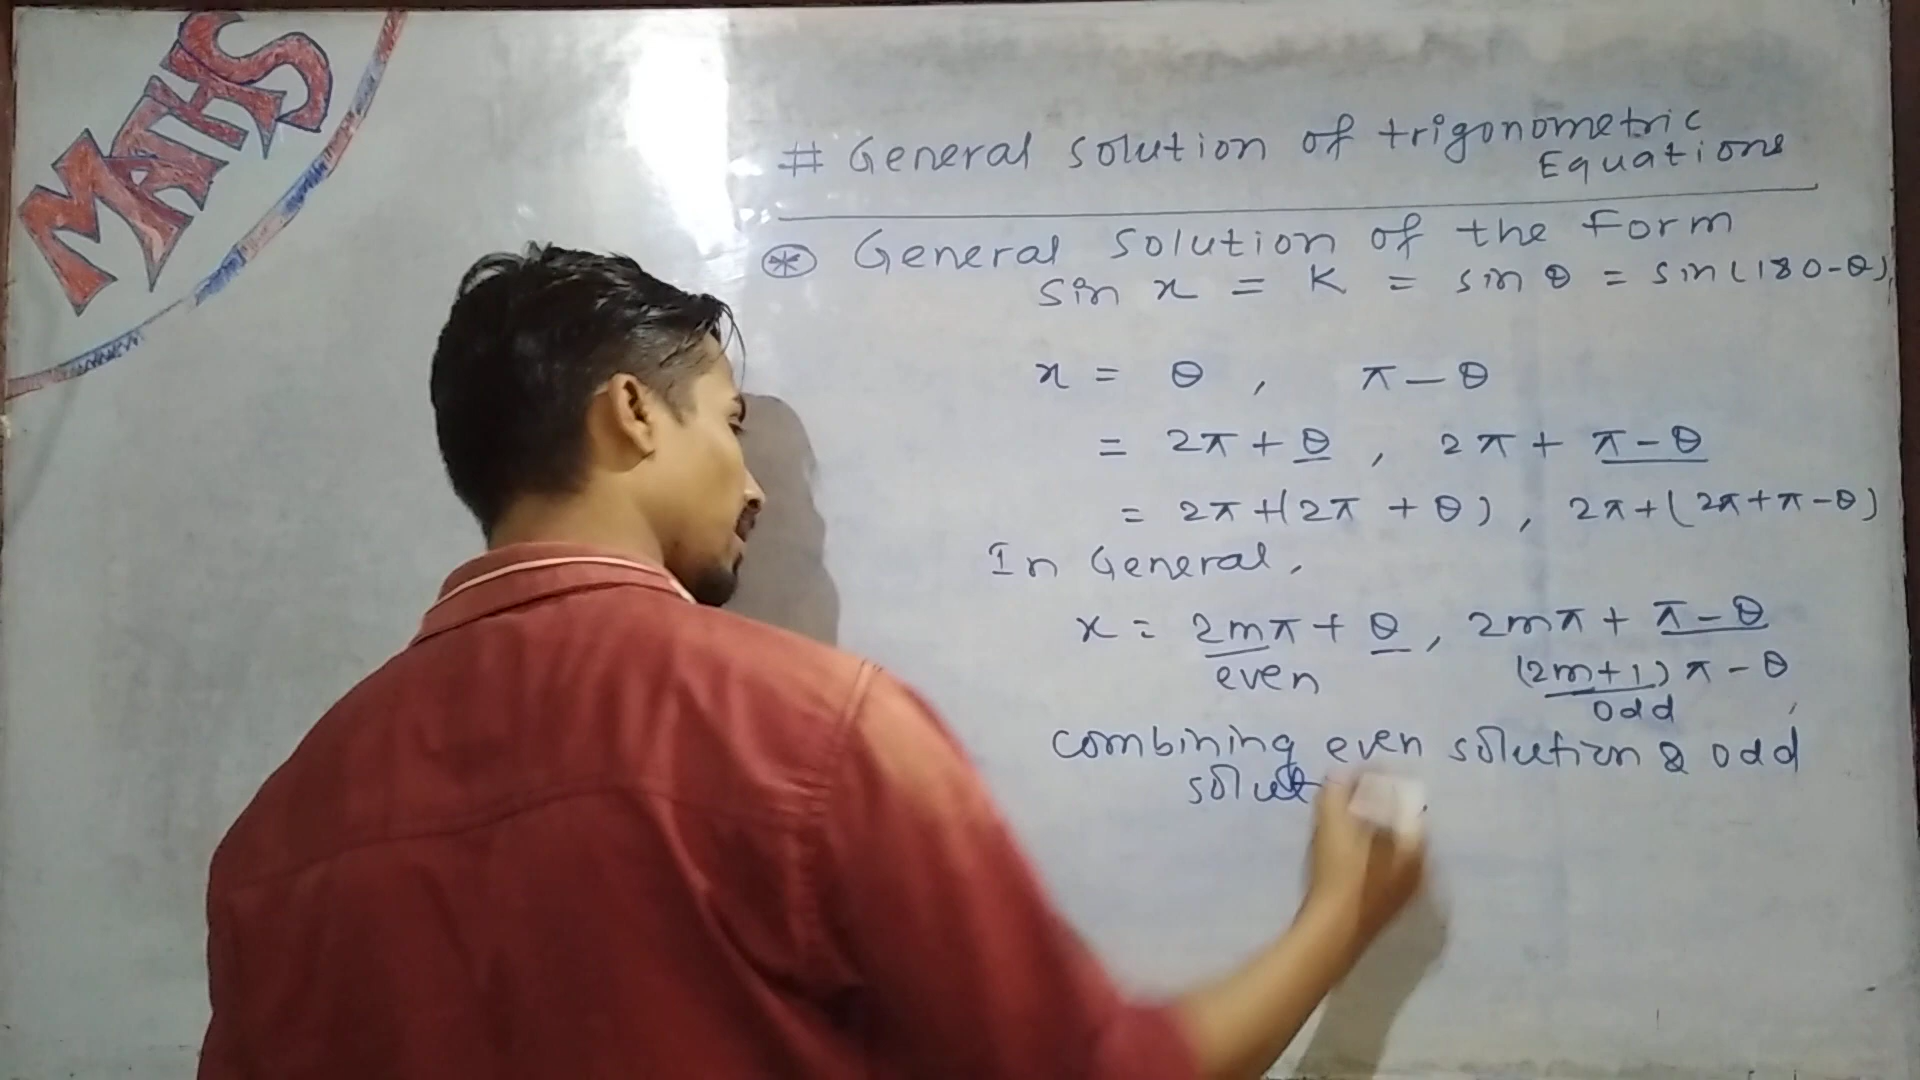 MATHS
# General solution of trigonometric
Equations
* General solution of the form
sin x = K = sin θ = sin(180-θ)
x = θ , π - θ
= 2π + θ , 2π + π - θ
= 2π + (2π + θ) , 2π + (2π + π - θ)
In General,
x = 2mπ + θ , 2mπ + π - θ
even (2m+1)π - θ
odd
combining even solution & odd